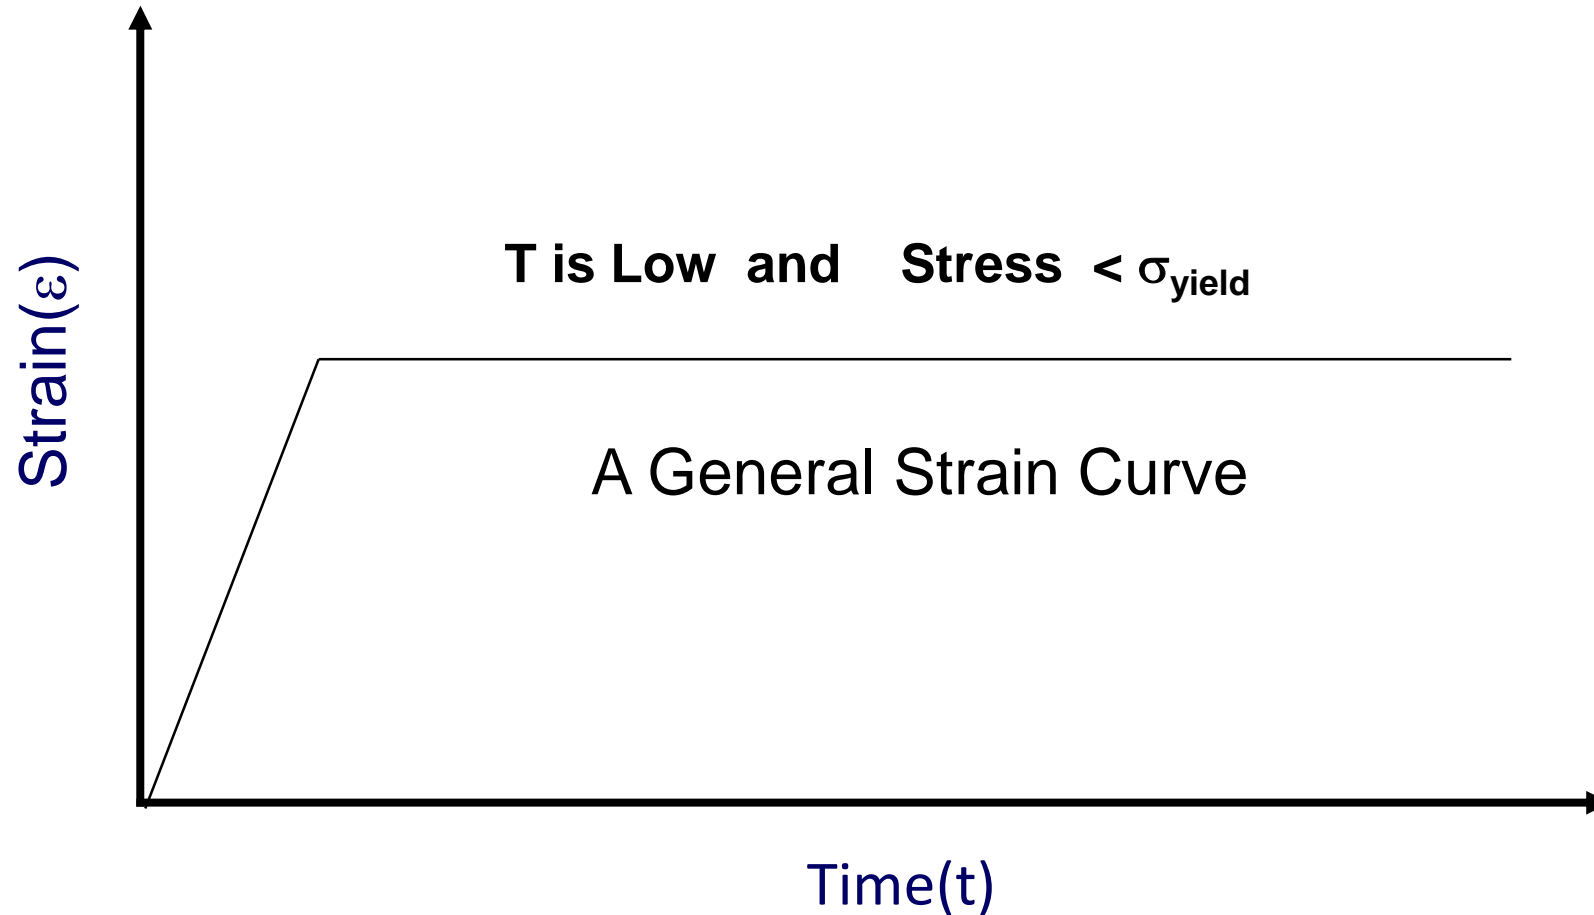 Strain(ε)
T is Low and Stress < σyield
A General Strain Curve
Time(t)